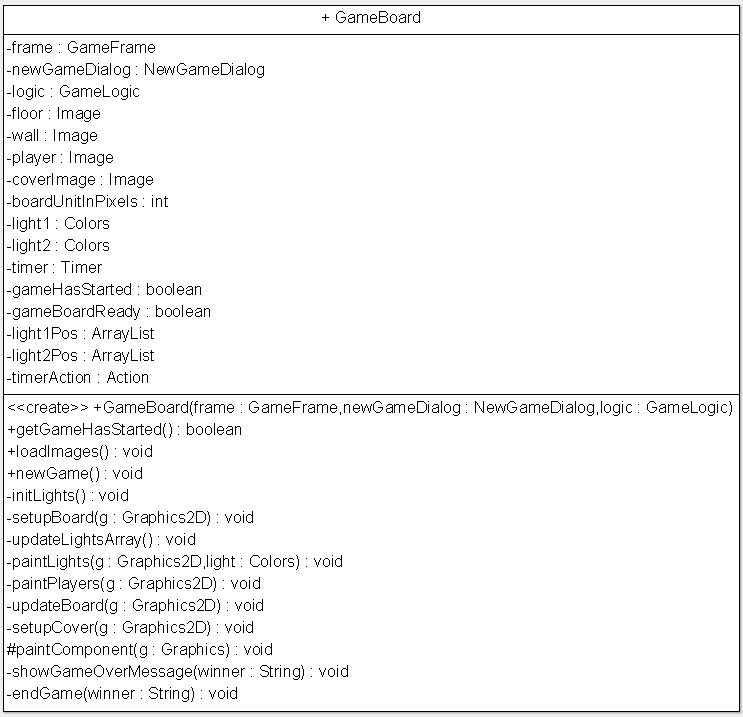 + GameBoard
-frame : GameFrame
-newGameDialog : NewGameDialog
-logic : GameLogic
-floor : Image
-wall : Image
-player : Image
-coverImage : Image
-boardUnitInPixels : int
-light1 : Colors
-light2 : Colors
-timer : Timer
-gameHasStarted : boolean
-gameBoardReady : boolean
-light1Pos : ArrayList
-light2Pos : ArrayList
-timerAction : Action
<<create>> +GameBoard(frame : GameFrame,newGameDialog : NewGameDialog,logic : GameLogic)
+getGameHasStarted() : boolean
+loadImages() : void
+newGame() : void
-initLights() : void
-setupBoard(g : Graphics2D) : void
-updateLightsArray() : void
-paintLights(g : Graphics2D,light : Colors) : void
-paintPlayers(g : Graphics2D) : void
-updateBoard(g : Graphics2D) : void
-setupCover(g : Graphics2D) : void
#paintComponent(g : Graphics) : void
-showGameOverMessage(winner : String) : void
-endGame(winner : String) : void